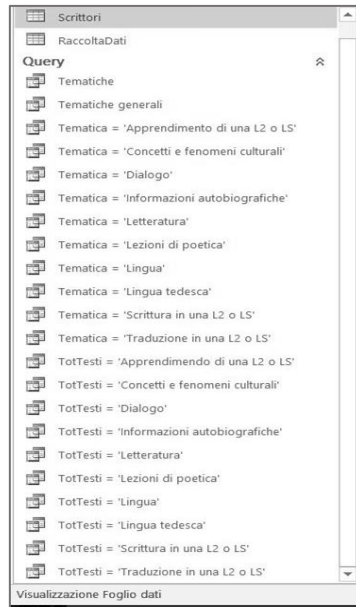 Scrittori
RaccoltaDati
Query
Tematiche
Tematiche generali
Tematica = 'Apprendimento di una L2 o LS'
Tematica = 'Concetti e fenomeni culturali'
Tematica = 'Dialogo'
Tematica = 'Informazioni autobiografiche'
Tematica = 'Letteratura'
Tematica = 'Lezioni di poetica'
Tematica = 'Lingua'
Tematica = 'Lingua tedesca'
Tematica = 'Scrittura in una L2 o LS'
Tematica = 'Traduzione in una L2 o LS'
TotTesti = 'Apprendimendo di una L2 o LS'
TotTesti = 'Concetti e fenomeni culturali'
TotTesti = 'Dialogo'
TotTesti = 'Informazioni autobiografiche'
TotTesti = 'Letteratura'
TotTesti = 'Lezioni di poetica'
TotTesti = 'Lingua'
TotTesti = 'Lingua tedesca'
TotTesti = 'Scrittura in una L2 o LS'
TotTesti = 'Traduzione in una L2 o LS'
Visualizzazione Foglio dati